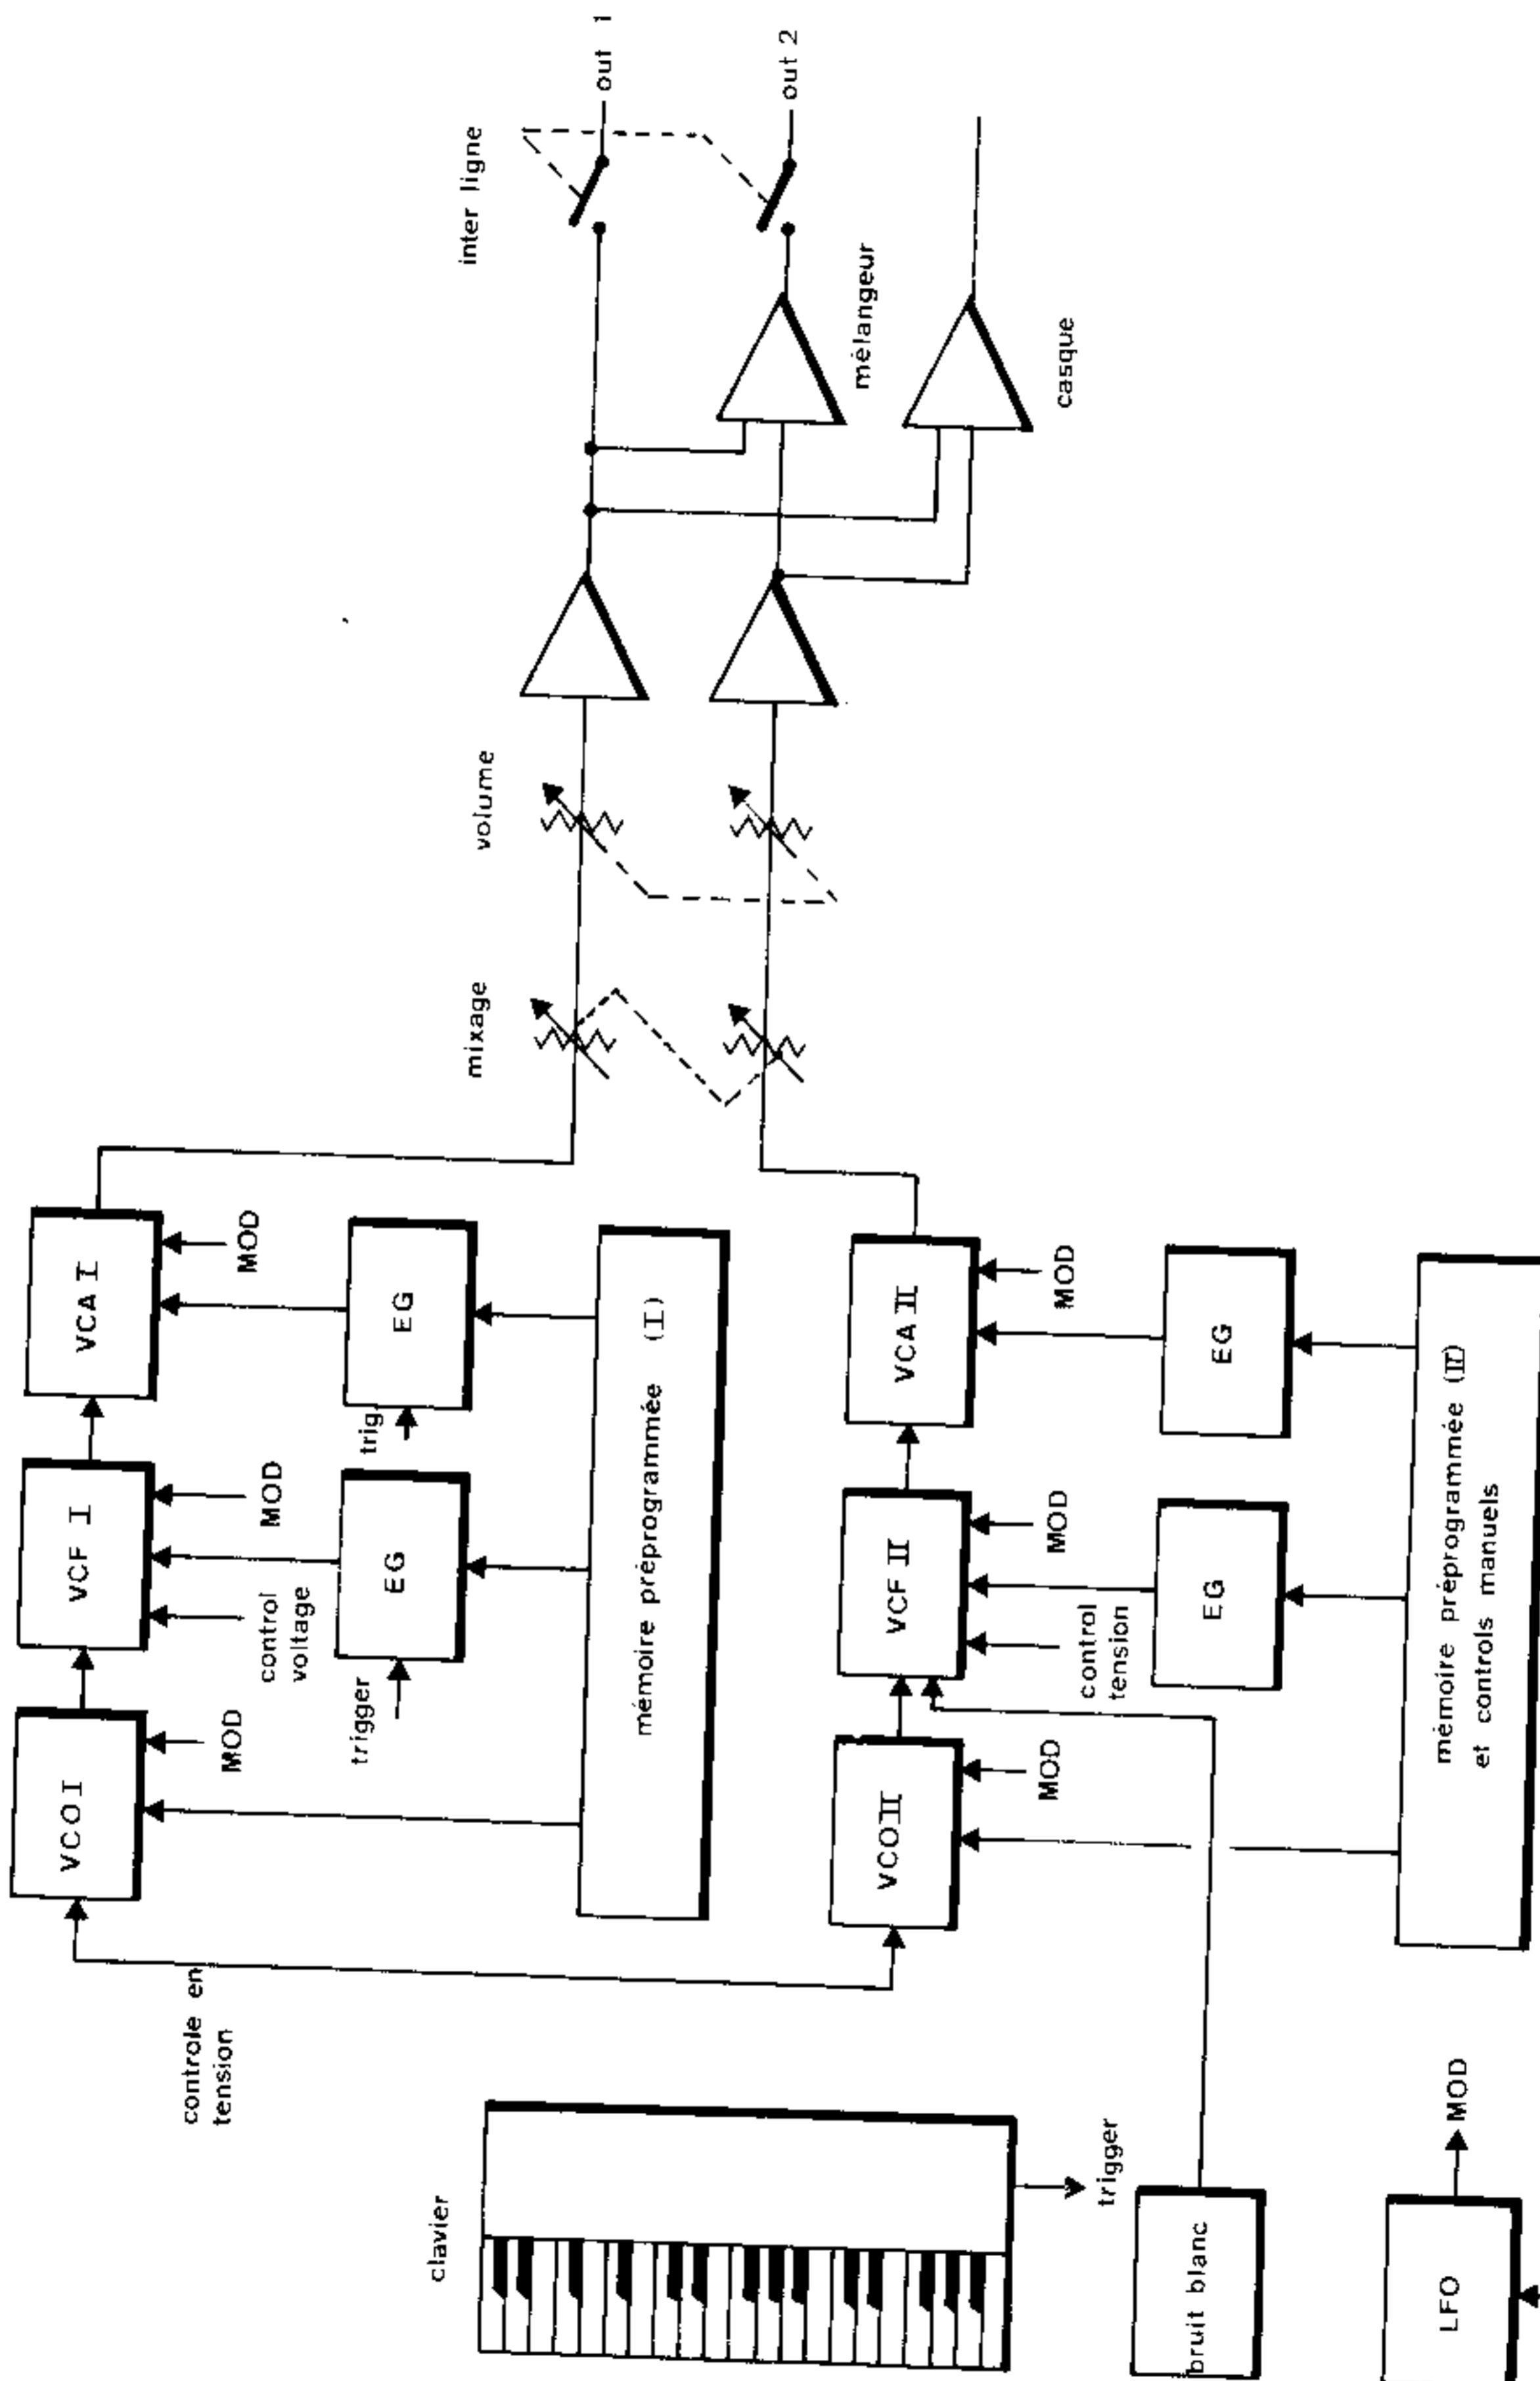 VCO I
MOD
VCF I
MOD
control
voltage
VCA I
MOD
EG
trigger
EG
trig
mémoire préprogrammée (I)
controle en
tension
mixage
volume
inter ligne
out 1
out 2
mélangeur
casque
clavier
trigger
VCO II
MOD
VCF II
MOD
control
tension
VCA II
MOD
EG
EG
mémoire préprogrammée (II)
et controls manuels
bruit blanc
LFO
MOD